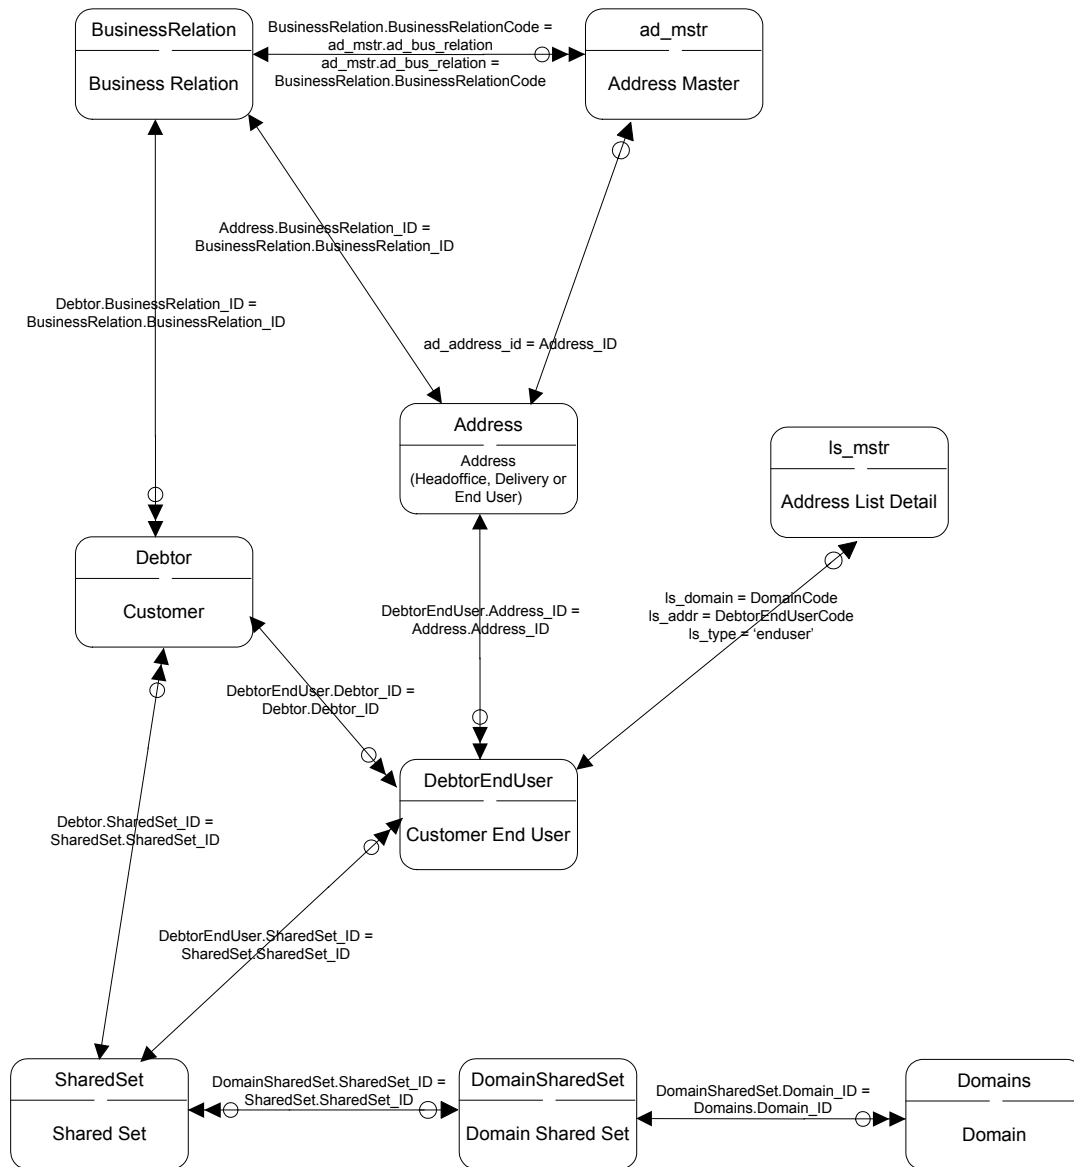 BusinessRelation
Business Relation
BusinessRelation.BusinessRelationCode =
ad_mstr.ad_bus_relation
ad_mstr.ad_bus_relation =
BusinessRelation.BusinessRelationCode
ad_mstr
Address Master
Address.BusinessRelation_ID =
BusinessRelation.BusinessRelation_ID
Debtor.BusinessRelation_ID =
BusinessRelation.BusinessRelation_ID
ad_address_id = Address_ID
Address
Address
(Headoffice, Delivery or
End User)
ls_mstr
Address List Detail
Debtor
Customer
DebtorEndUser.Address_ID =
Address.Address_ID
ls_domain = DomainCode
ls_addr = DebtorEndUserCode
ls_type = ‘enduser’
DebtorEndUser.Debtor_ID =
Debtor.Debtor_ID
DebtorEndUser
Customer End User
Debtor.SharedSet_ID =
SharedSet.SharedSet_ID
DebtorEndUser.SharedSet_ID =
SharedSet.SharedSet_ID
SharedSet
Shared Set
DomainSharedSet.SharedSet_ID =
SharedSet.SharedSet_ID
DomainSharedSet
Domain Shared Set
DomainSharedSet.Domain_ID =
Domains.Domain_ID
Domains
Domain